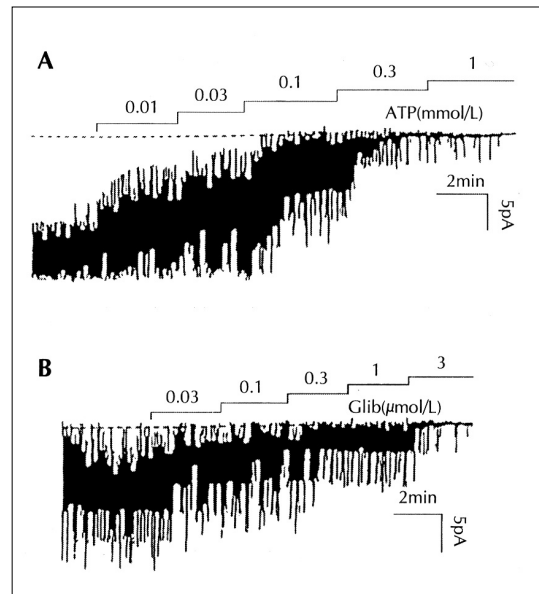 A
0.01 0.03 0.1 0.3 1
ATP(mmol/L)
2min
5pA
B
0.03 0.1 0.3 1 3
Glib(µmol/L)
2min
5pA